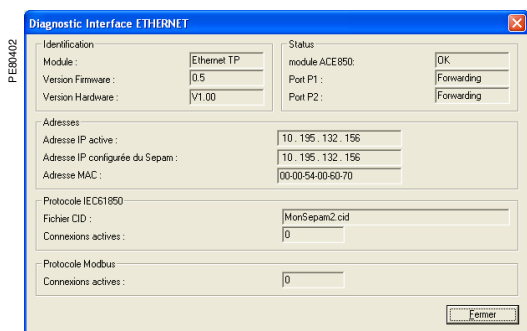 PE80402
Diagnostic Interface ETHERNET
Identification
Module : Ethernet TP
Version Firmware : 0.5
Version Hardware : V1.00
Status
module ACE850: OK
Port P1 : Forwarding
Port P2 : Forwarding
Adresses
Adresse IP active : 10 . 195 . 132 . 156
Adresse IP configurée du Sepam : 10 . 195 . 132 . 156
Adresse MAC : 00-00-54-00-60-70
Protocole IEC61850
Fichier CID : MonSepam2.cid
Connexions actives : 0
Protocole Modbus
Connexions actives : 0
Fermer